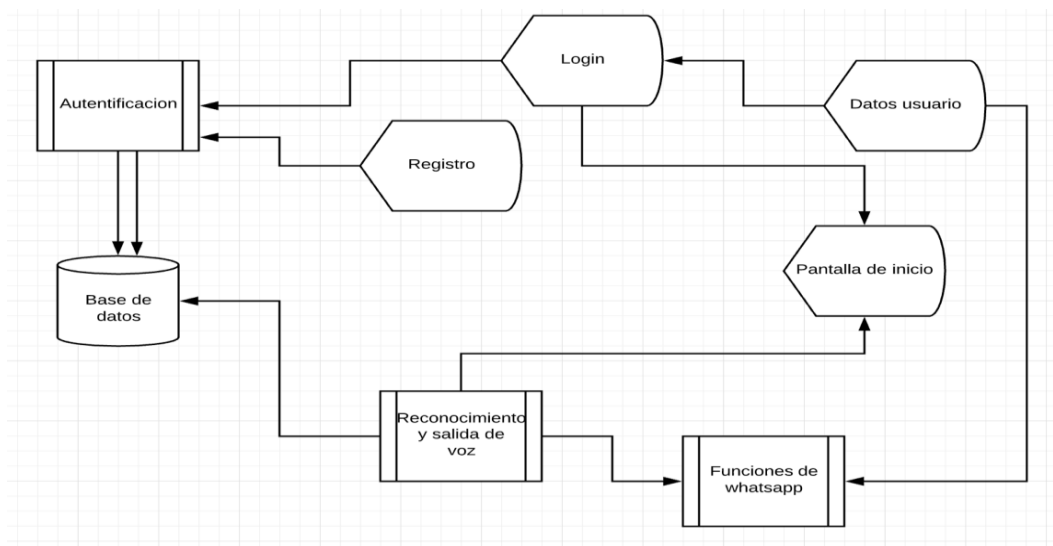 Login
Datos usuario
Autentificacion
Registro
Pantalla de inicio
Base de
datos
Reconocimiento
y salida de
voz
Funciones de
whatsapp